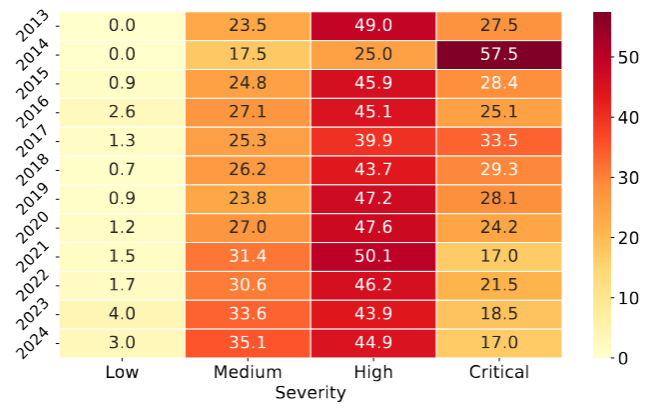 2013 0.0 23.5 49.0 27.5
2014 0.0 17.5 25.0 57.5
2015 0.9 24.8 45.9 28.4
2016 2.6 27.1 45.1 25.1
2017 1.3 25.3 39.9 33.5
2018 0.7 26.2 43.7 29.3
2019 0.9 23.8 47.2 28.1
2020 1.2 27.0 47.6 24.2
2021 1.5 31.4 50.1 17.0
2022 1.7 30.6 46.2 21.5
2023 4.0 33.6 43.9 18.5
2024 3.0 35.1 44.9 17.0
Low Medium High Critical
Severity
50
40
30
20
10
0